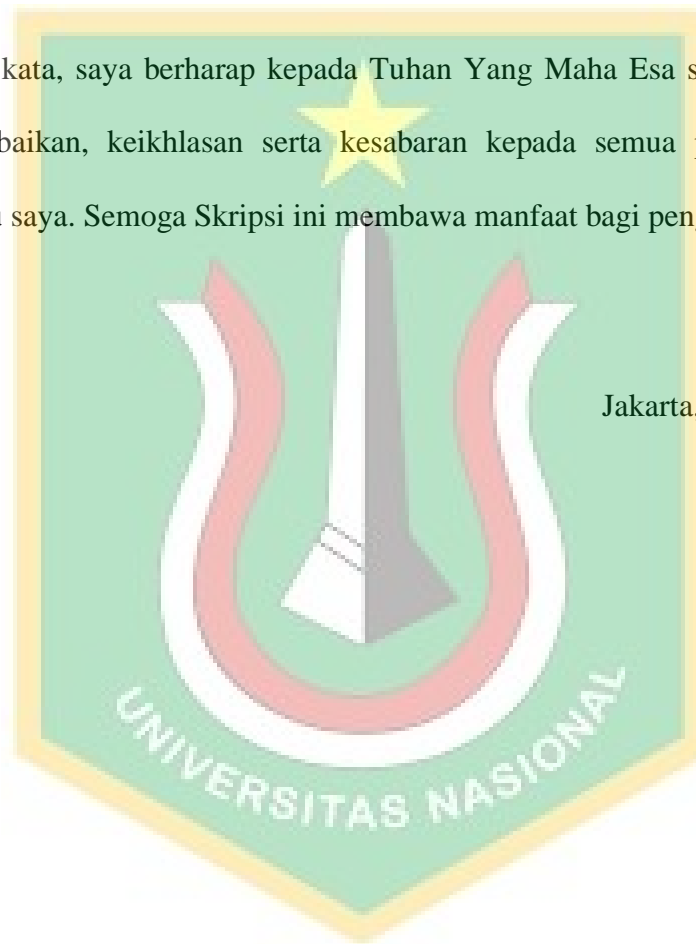 kata, saya berharap kepada Tuhan Yang Maha Esa
baikan, keikhlasan serta kesabaran kepada semua
saya. Semoga Skripsi ini membawa manfaat bagi
Jakarta,
UNIVERSITAS NASIONAL